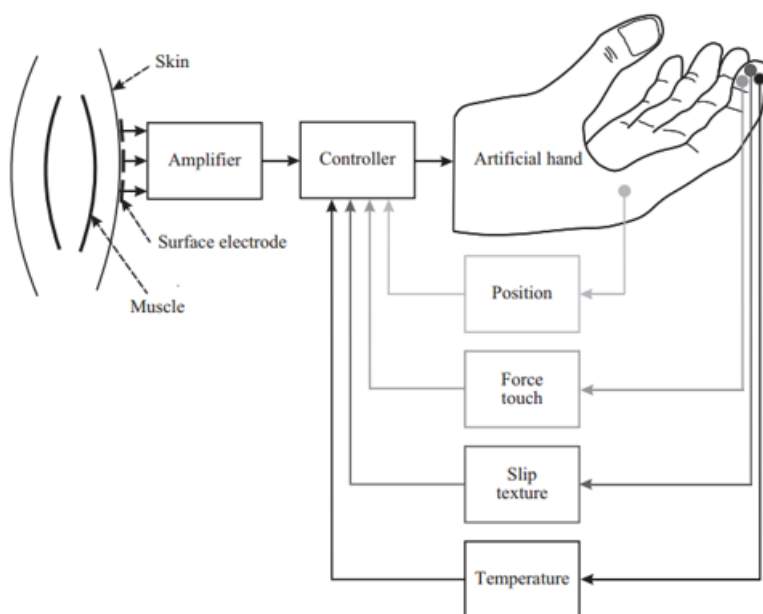 Skin
Amplifier
Controller
Artificial hand
Surface electrode
Muscle
Position
Force
touch
Slip
texture
Temperature